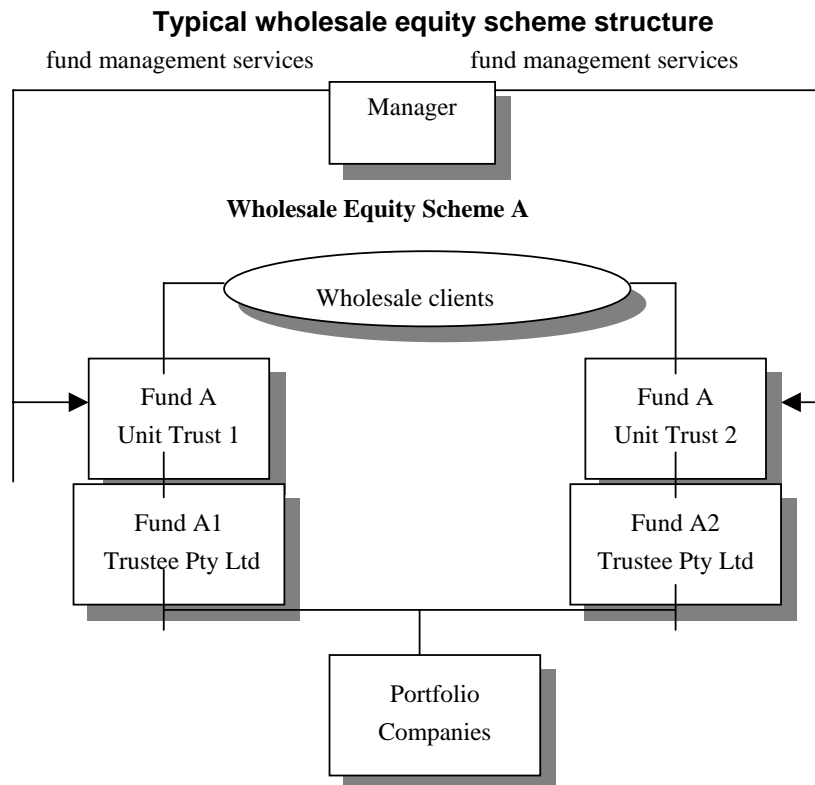 Typical wholesale equity scheme structure
fund management services
fund management services
Manager
Wholesale Equity Scheme A
Wholesale clients
Fund A
Unit Trust 1
Fund A
Unit Trust 2
Fund A1
Trustee Pty Ltd
Fund A2
Trustee Pty Ltd
Portfolio
Companies